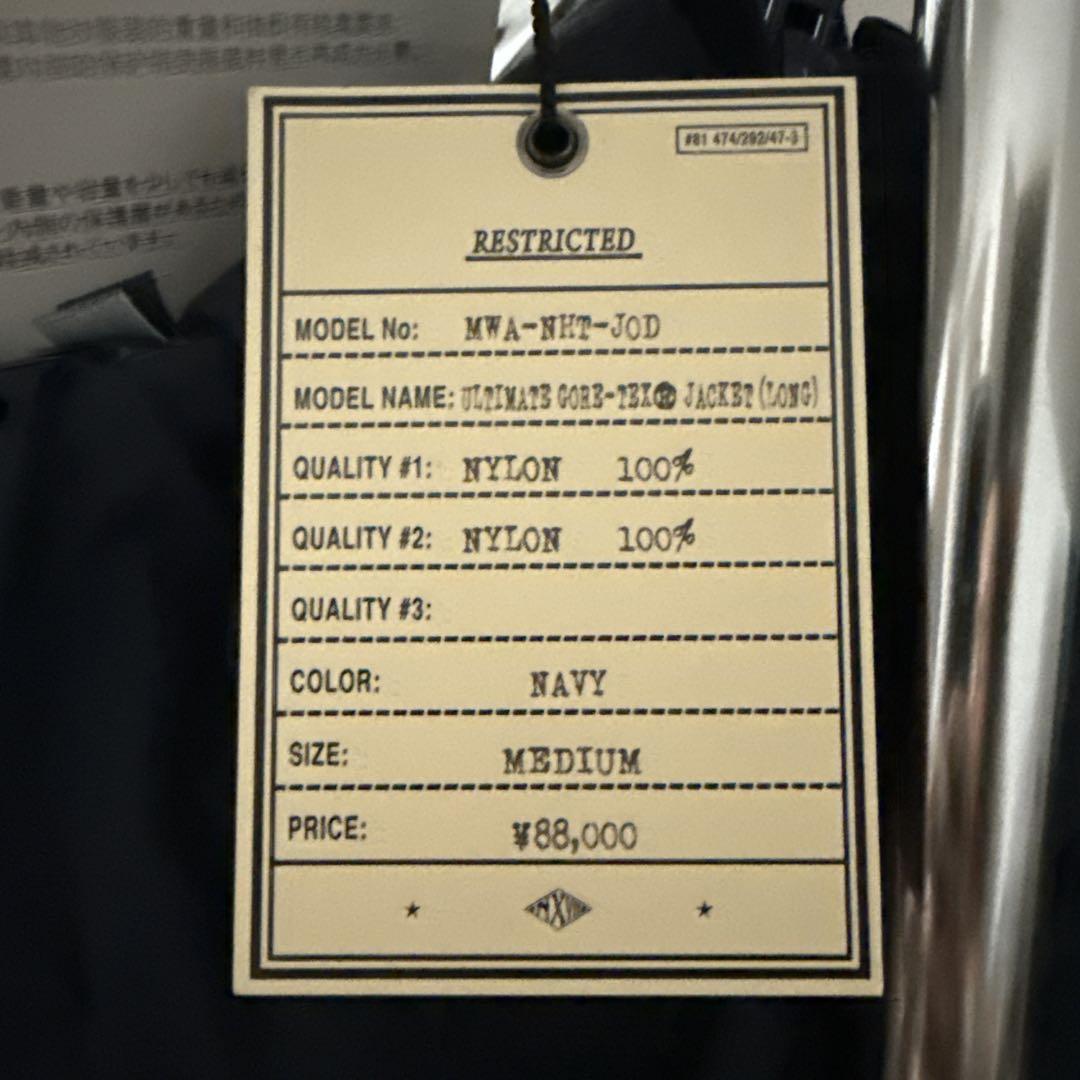 #81 474/292/47-3
RESTRICTED
MODEL No: MWA-NHT-JOD
MODEL NAME: ULTIMATE GORE-TEX® JACKET (LONG)
QUALITY #1: NYLON 100%
QUALITY #2: NYLON 100%
QUALITY #3:
COLOR: NAVY
SIZE: MEDIUM
PRICE: ¥88,000